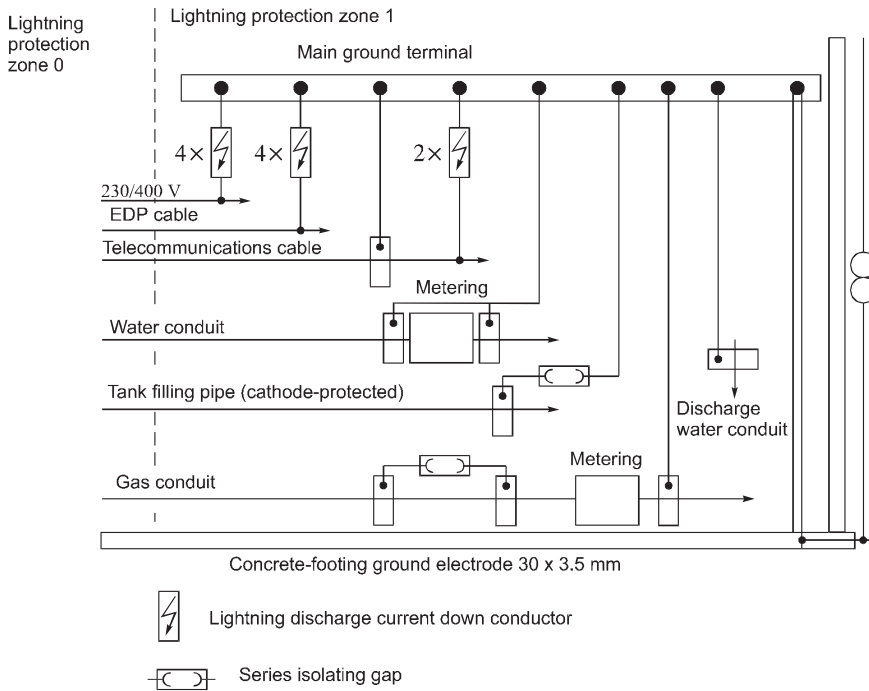 Lightning
protection
zone 0
Lightning protection zone 1
Main ground terminal
4×
4×
2×
230/400 V
EDP cable
Telecommunications cable
Metering
Water conduit
Tank filling pipe (cathode-protected)
Discharge
water conduit
Metering
Gas conduit
Concrete-footing ground electrode 30 x 3.5 mm
Lightning discharge current down conductor
Series isolating gap